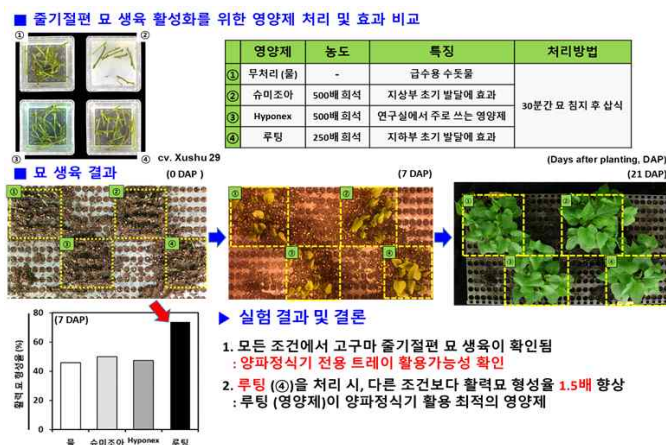 ■ 줄기절편 묘 생육 활성화를 위한 영양제 처리 및 효과 비교
① ②
③ ④
cv. Xushu 29
영양제 농도 특징 처리방법
① 무처리 (물) - 급수용 수돗물
② 슈미조아 500배 희석 지상부 초기 발달에 효과
③ Hyponex 500배 희석 연구실에서 주로 쓰는 영양제
④ 루팅 250배 희석 지하부 초기 발달에 효과
30분간 묘 침지 후 삽식
■ 묘 생육 결과
(Days after planting, DAP)
(0 DAP) (7 DAP) (21 DAP)
① ② ③ ④
① ② ③ ④
① ② ③ ④
(7 DAP)
활력 묘 형성율 (%)
80
60
40
20
0
물 슈미조아 Hyponex 루팅
▶ 실험 결과 및 결론
1. 모든 조건에서 고구마 줄기절편 묘 생육이 확인됨
: 양파정식기 전용 트레이 활용가능성 확인
2. 루팅 (④)을 처리 시, 다른 조건보다 활력묘 형성율 1.5배 향상
: 루팅 (영양제)이 양파정식기 활용 최적의 영양제